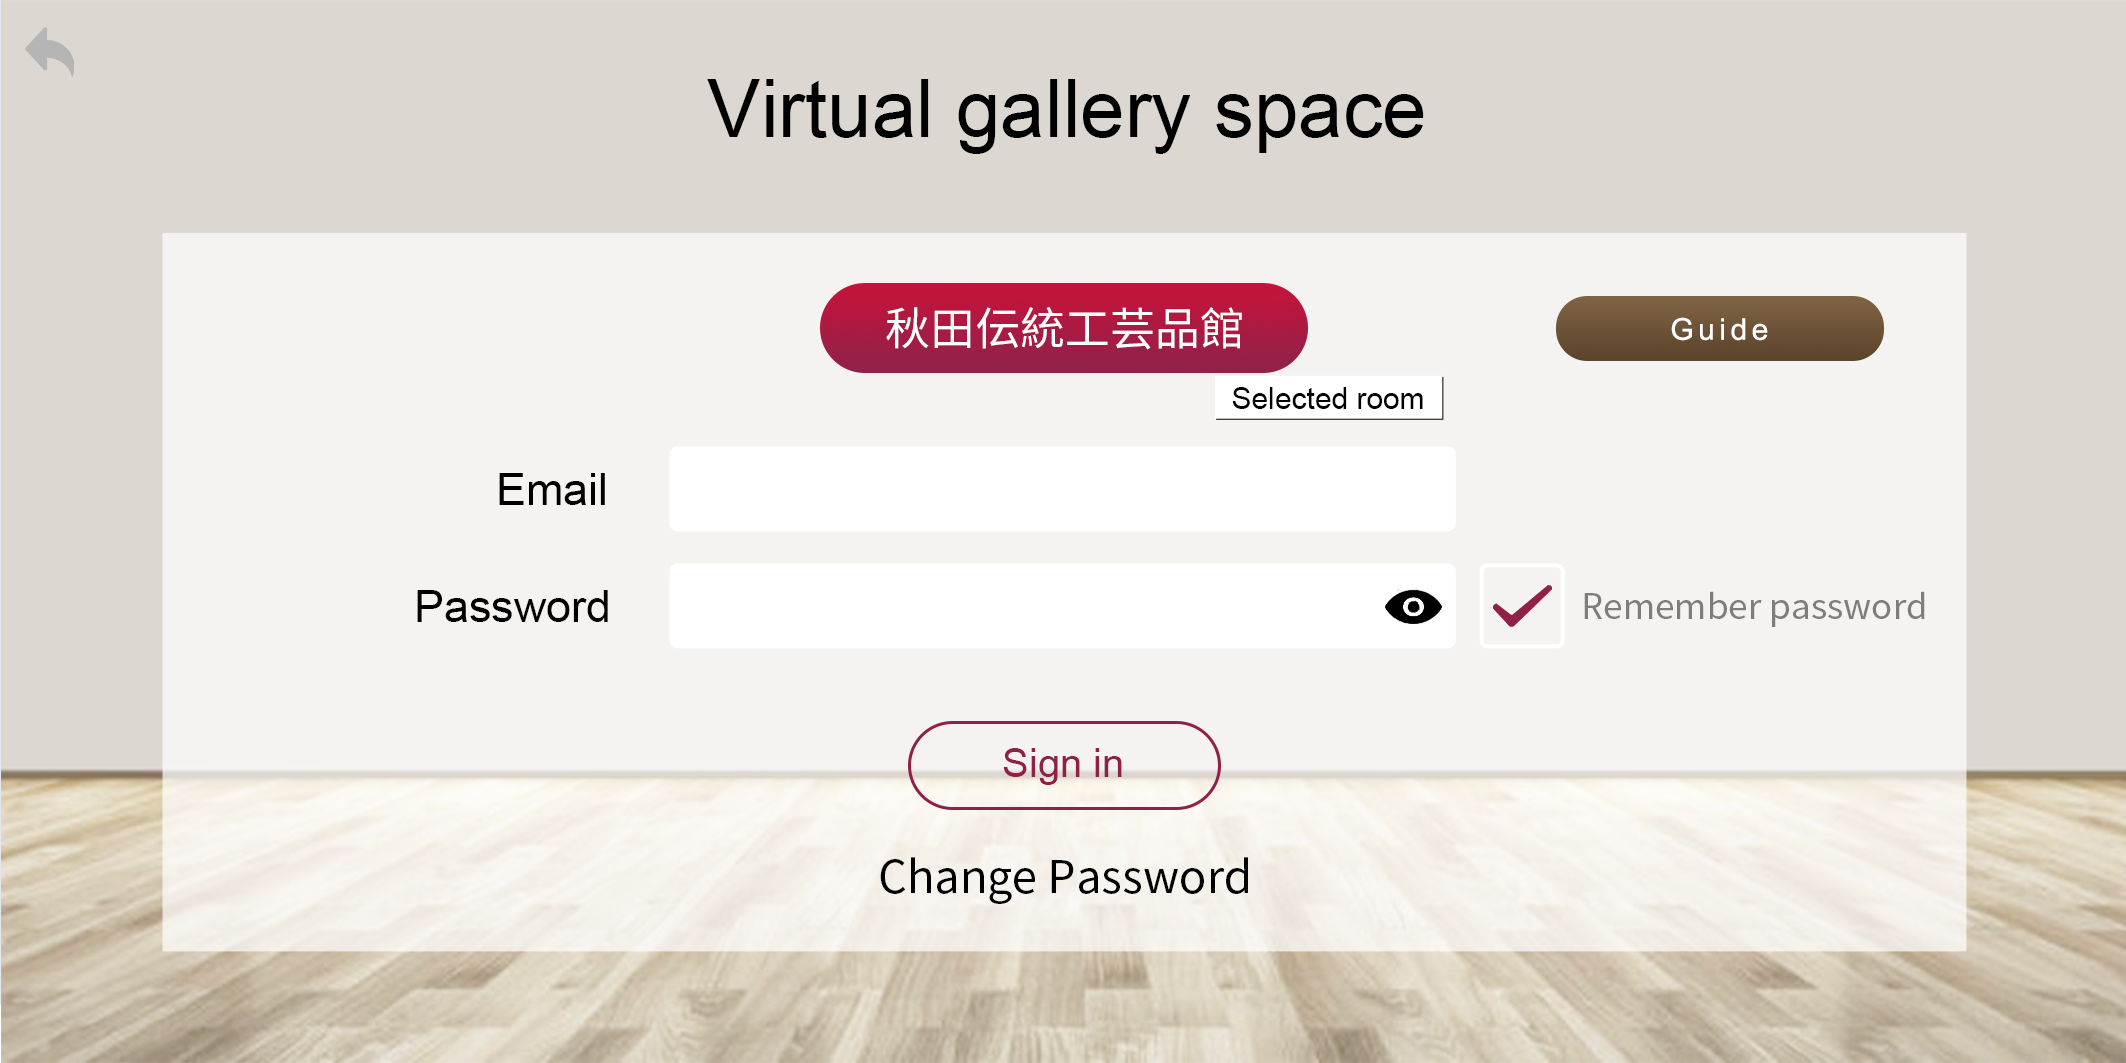 Virtual gallery space
秋田伝統工芸品館
Guide
Selected room
Email
Password
Remember password
Sign in
Change Password